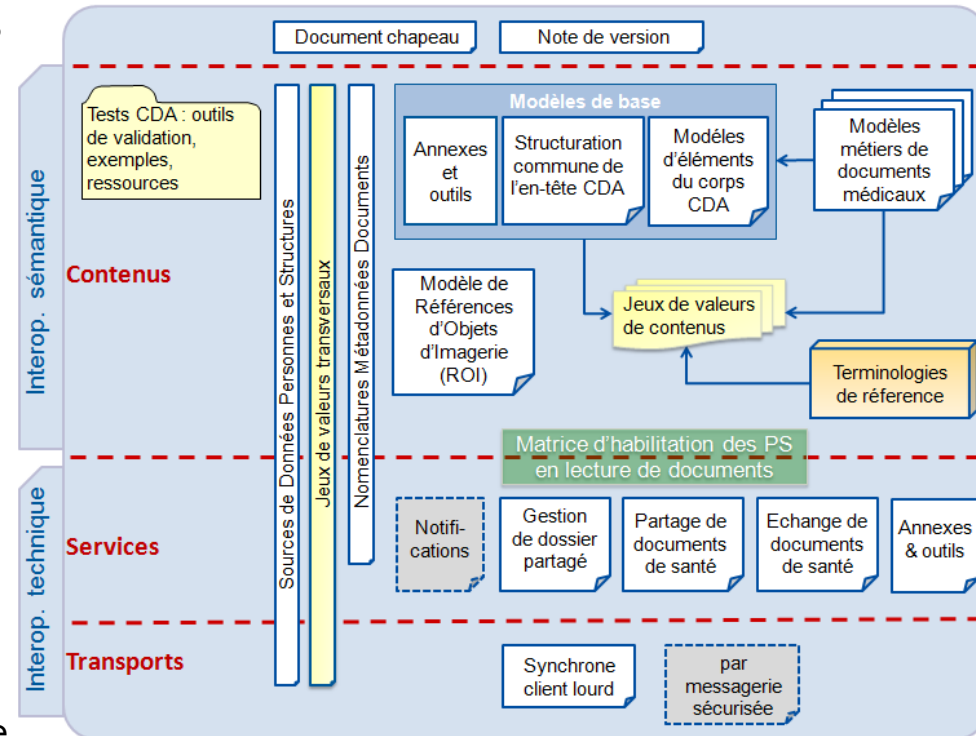 Document chapeau
Note de version
Interop. sémantique
Tests CDA : outils
de validation,
exemples,
ressources
Contenus
Sources de Données Personnes et Structures
Jeux de valeurs transversaux
Nomenclatures Métadonnées Documents
Modèles de base
Annexes
et
outils
Structuration
commune de
l'en-tête CDA
Modéles
d'éléments
du corps
CDA
Modèles
métiers de
documents
médicaux
Modèle de
Références
d'Objets
d'Imagerie
(ROI)
Jeux de valeurs
de contenus
Terminologies
de réference
Matrice d'habilitation des PS
en lecture de documents
Interop. technique
Services
Notifi-
cations
Gestion
de dossier
partagé
Partage de
documents
de santé
Echange de
documents
de santé
Annexes
& outils
Transports
Synchrone
client lourd
par
messagerie
sécurisée
e